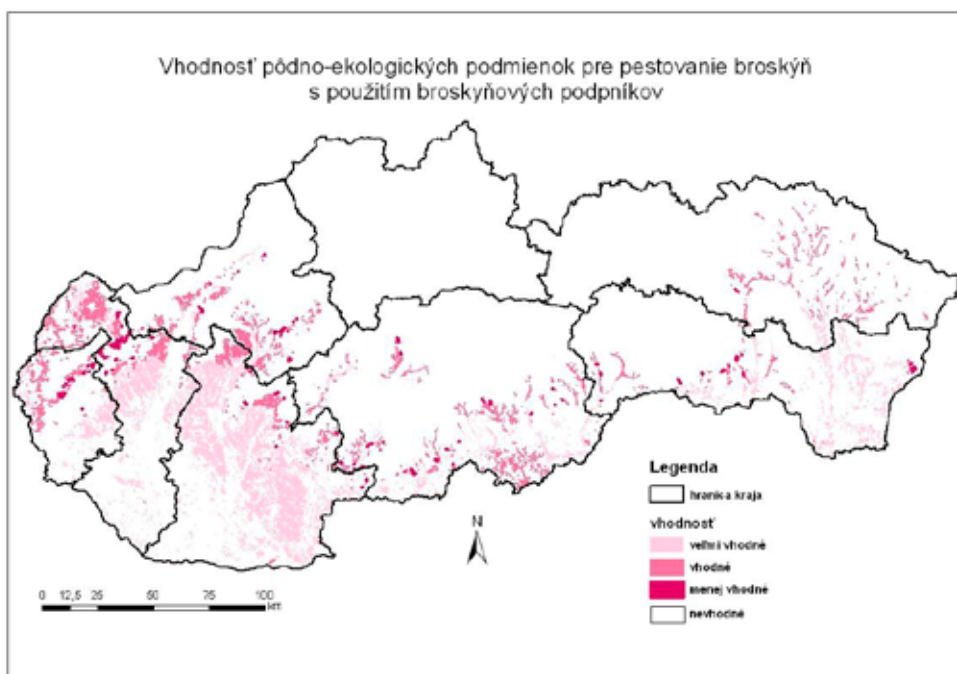 Vhodnosť pôdno-ekologických podmienok pre pestovanie broskýň
s použitím broskyňových podpníkov
N
Legenda
hranica kraja
vhodnosť
veľmi vhodné
vhodné
menej vhodné
nevhodné
0 12,5 25 50 75 100
km